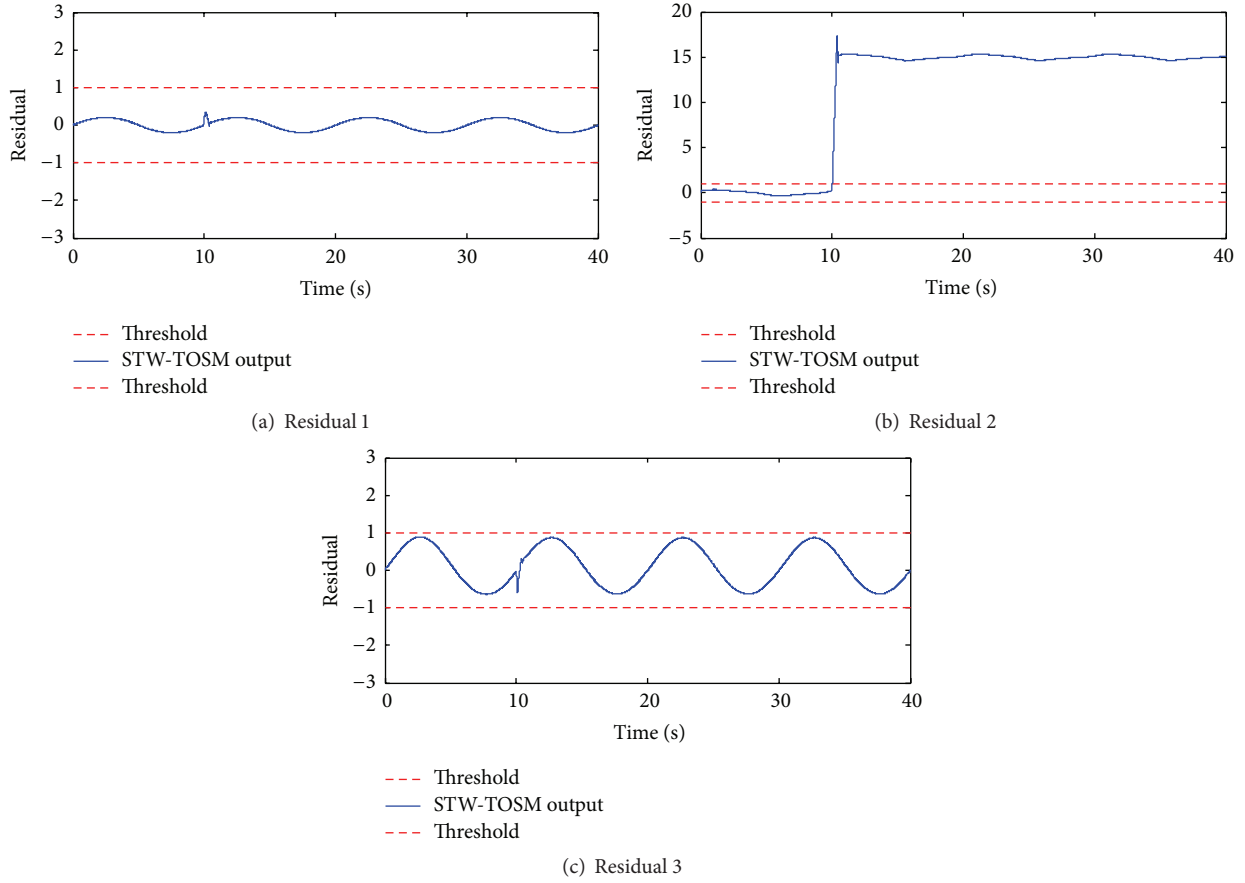 3
2
1
0
−1
−2
−3
Residual
0 10 20 30 40
Time (s)
Threshold
STW-TOSM output
Threshold
(a) Residual 1
20
15
10
5
0
−5
Residual
0 10 20 30 40
Time (s)
Threshold
STW-TOSM output
Threshold
(b) Residual 2
3
2
1
0
−1
−2
−3
Residual
0 10 20 30 40
Time (s)
Threshold
STW-TOSM output
Threshold
(c) Residual 3